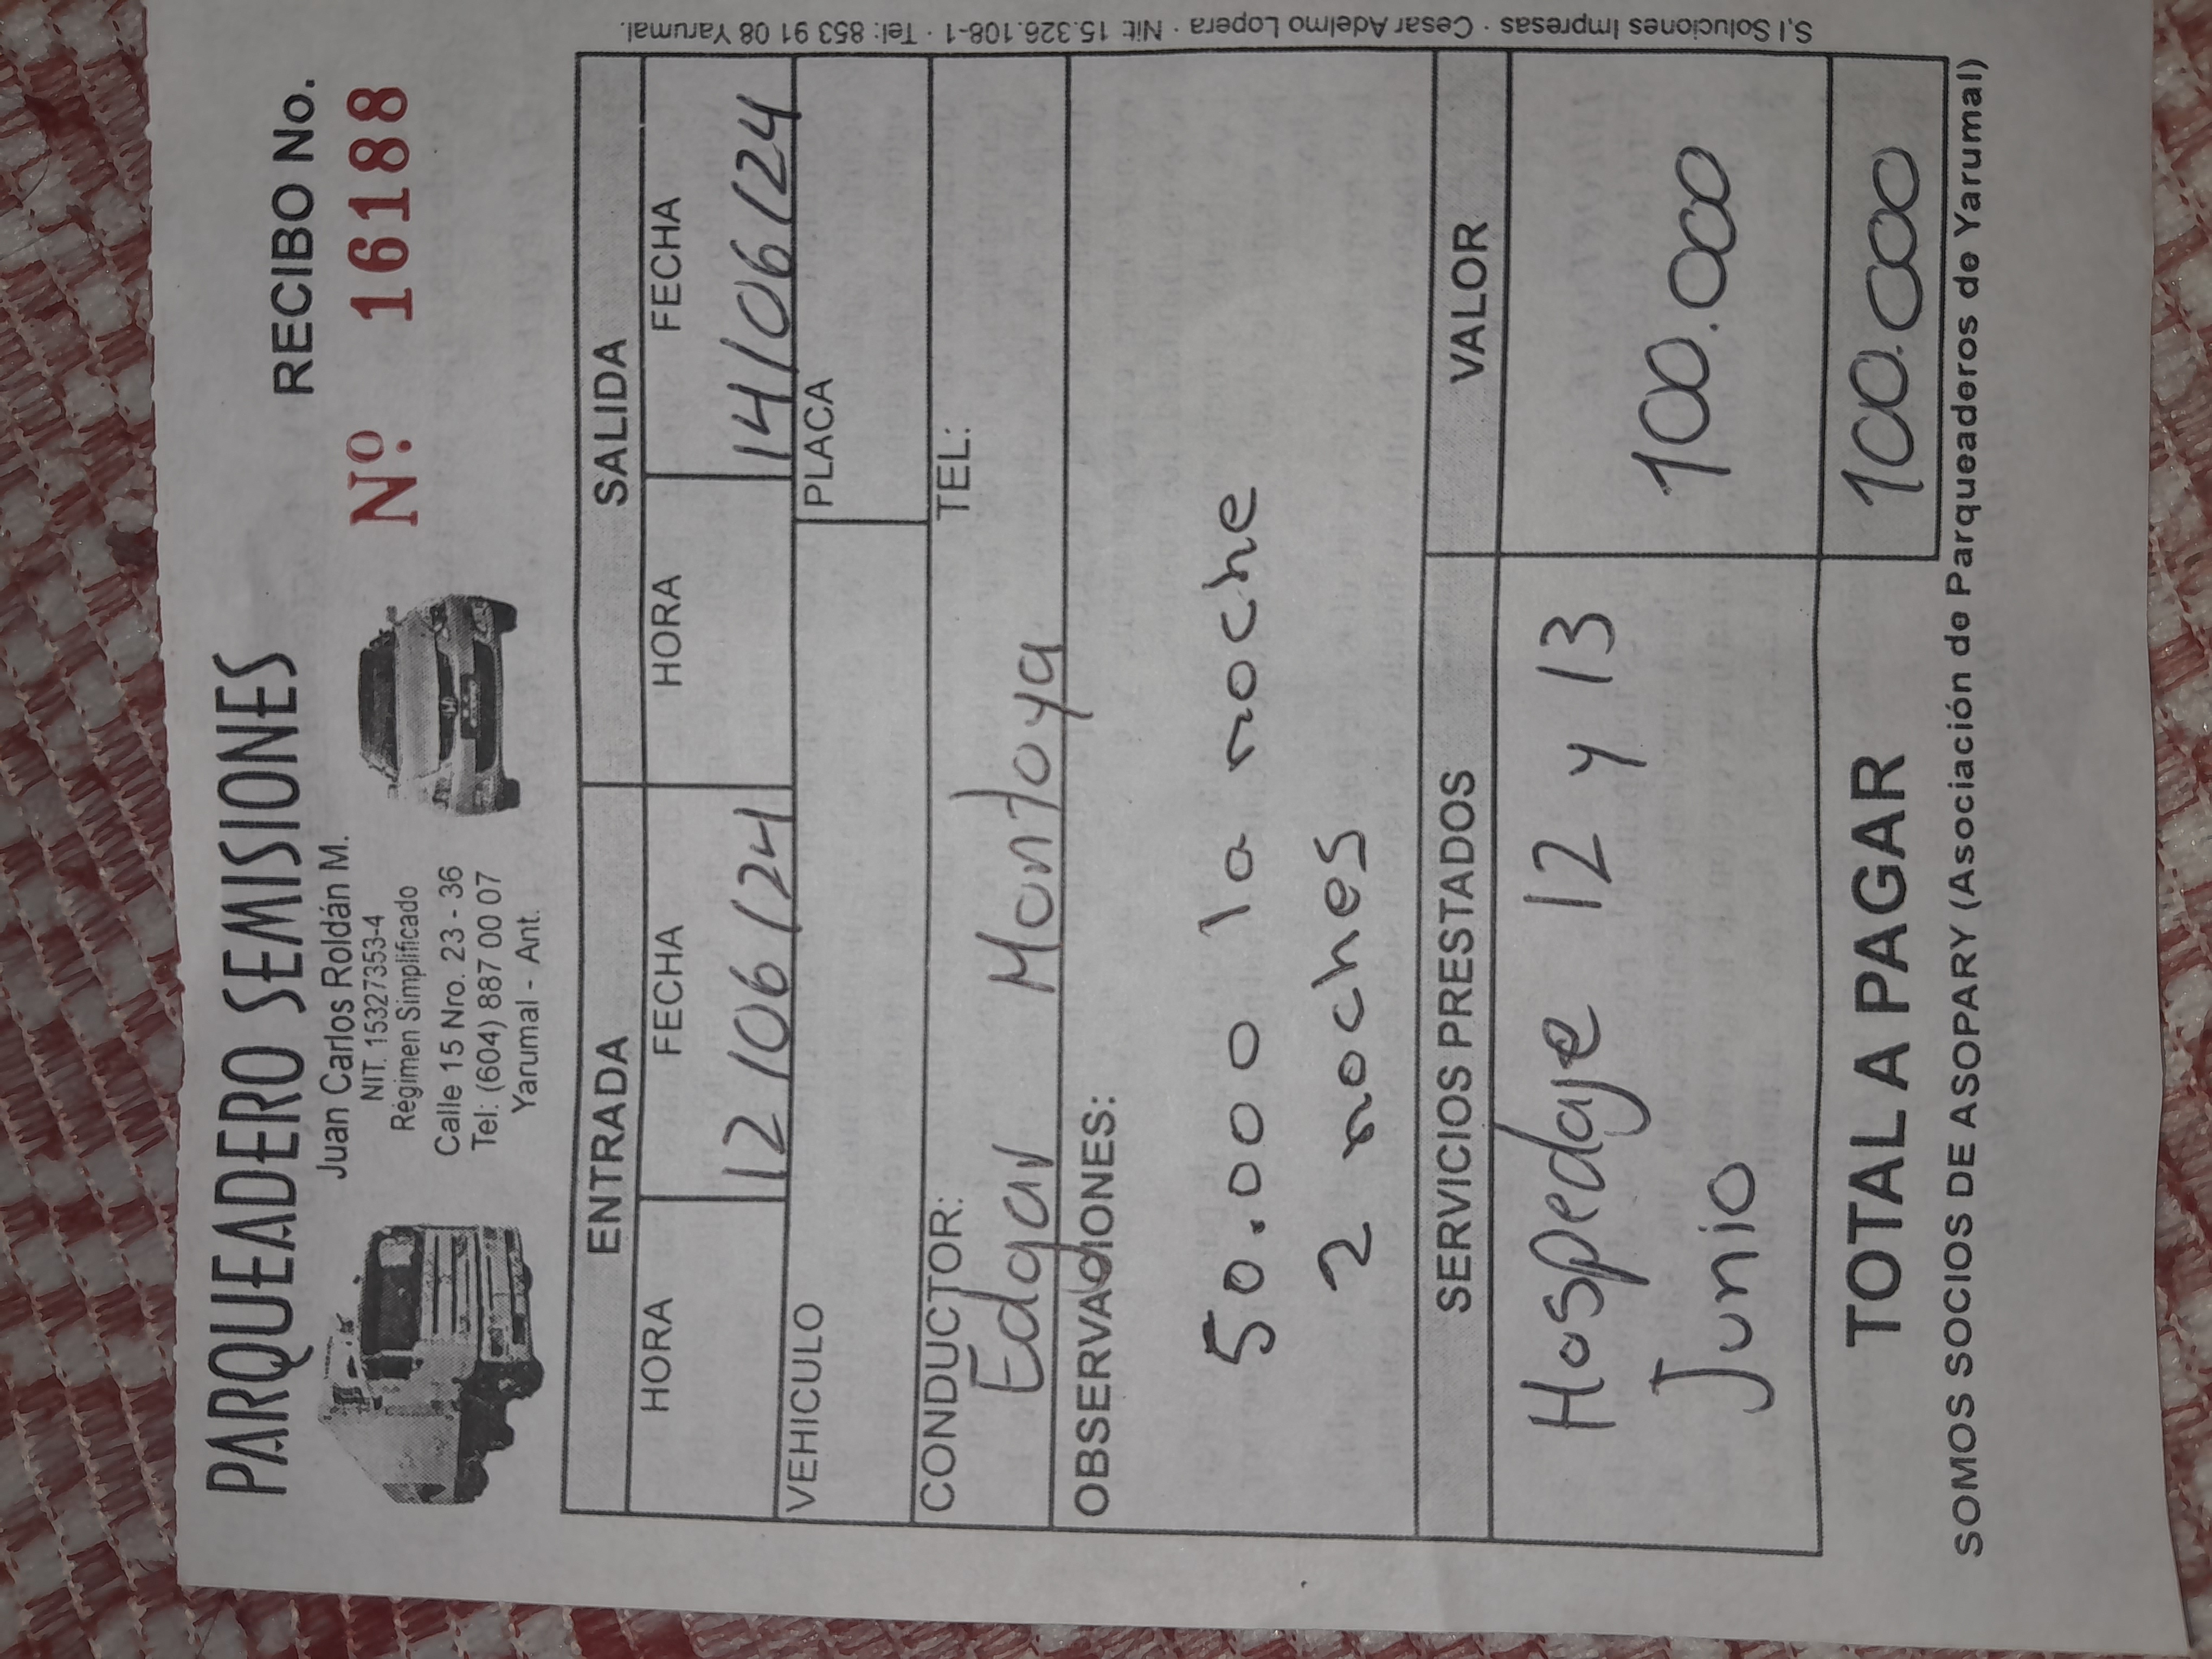 PARQUEADERO SEMISIONES
Juan Carlos Roldán M.
NIT. 15327353-4
Régimen Simplificado
Calle 15 Nro. 23 - 36
Tel: (604) 887 00 07
Yarumal - Ant.
RECIBO No.
Nº 16188
ENTRADA SALIDA
HORA FECHA HORA FECHA
12/06/24 14/06/24
VEHICULO PLACA
CONDUCTOR: TEL:
Edgar Montoya
OBSERVACIONES:
50.000 la noche
2 noches
SERVICIOS PRESTADOS VALOR
Hospedaje 12 y 13
Junio 100.000
TOTAL A PAGAR 100.000
SOMOS SOCIOS DE ASOPARY (Asociación de Parqueaderos de Yarumal)
S.I Soluciones Impresas · Cesar Adelmo Lopera · Nit: 15.326.108-1 · Tel: 853 91 08 Yarumal.